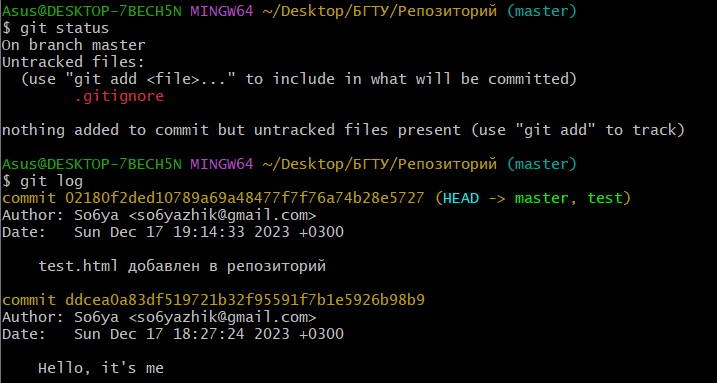 Asus@DESKTOP-7BECH5N MINGW64 ~/Desktop/БГТУ/Репозиторий (master)
$ git status
On branch master
Untracked files:
  (use "git add <file>..." to include in what will be committed)
        .gitignore

nothing added to commit but untracked files present (use "git add" to track)

Asus@DESKTOP-7BECH5N MINGW64 ~/Desktop/БГТУ/Репозиторий (master)
$ git log
commit 02180f2ded10789a69a48477f7f76a74b28e5727 (HEAD -> master, test)
Author: So6ya <so6yazhik@gmail.com>
Date:   Sun Dec 17 19:14:33 2023 +0300

    test.html добавлен в репозиторий

commit ddcea0a83df519721b32f95591f7b1e5926b98b9
Author: So6ya <so6yazhik@gmail.com>
Date:   Sun Dec 17 18:27:24 2023 +0300

    Hello, it's me